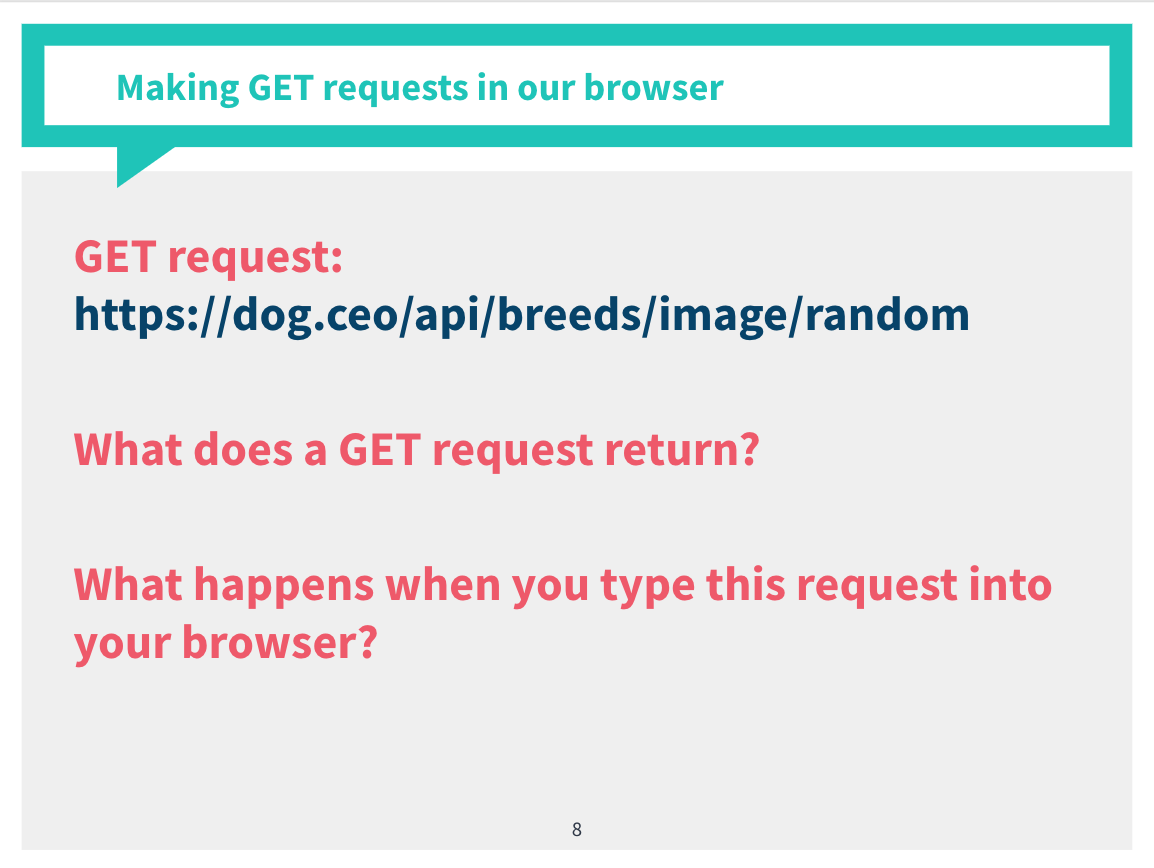 Making GET requests in our browser
GET request:
https://dog.ceo/api/breeds/image/random
What does a GET request return?
What happens when you type this request into
your browser?
8